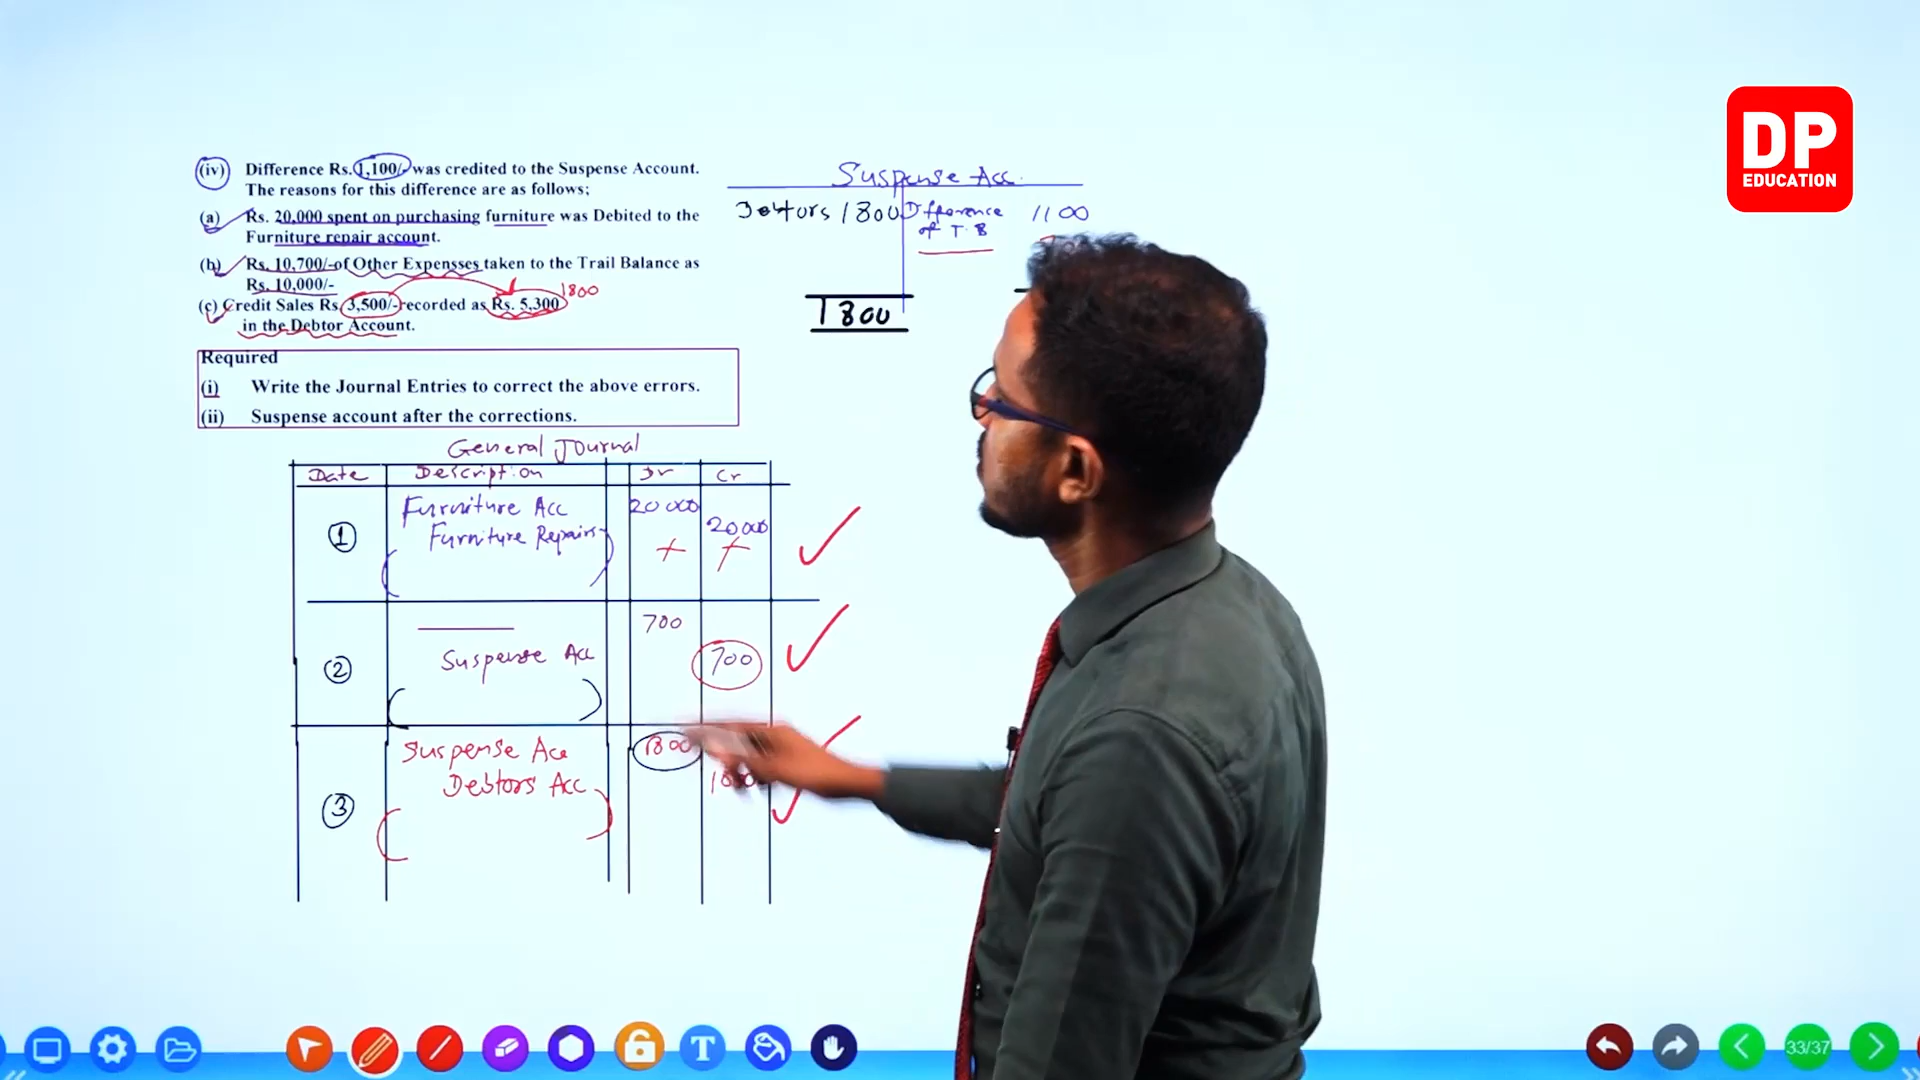 DP
EDUCATION
(iv) Difference Rs. 1,100/- was credited to the Suspense Account.
The reasons for this difference are as follows;
(a) Rs. 20,000 spent on purchasing furniture was Debited to the
Furniture repair account.
(b) Rs. 10,700/-of Other Expensses taken to the Trail Balance as
Rs. 10,000/-
(c) Credit Sales Rs. 3,500/- recorded as Rs. 5,300 1800
in the Debtor Account.
Required
(i) Write the Journal Entries to correct the above errors.
(ii) Suspense account after the corrections.
Suspense Acc.
Debtors 1800 Difference 1100
of T.B
1800
General Journal
Date Description Dr Cr
1 Furniture Acc 20000
Furniture Repairs 20000
700
2 Suspense Acc 700
Suspense Acc 1800
3 Debtors Acc
T
33/37